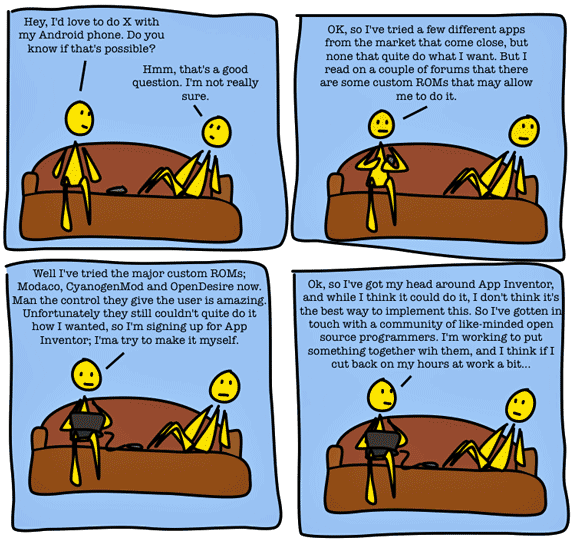 Hey, I'd love to do X with
my Android phone. Do you
know if that's possible?
Hmm, that's a good
question. I'm not really
sure.
OK, so I've tried a few different apps
from the market that come close, but
none that quite do what I want. But I
read on a couple of forums that there
are some custom ROMs that may allow
me to do it.
Well I've tried the major custom ROMs;
Modaco, CyanogenMod and OpenDesire now.
Man the control they give the user is amazing.
Unfortunately they still couldn't quite do it
how I wanted, so I'm signing up for App
Inventor; I'ma try to make it myself.
Ok, so I've got my head around App Inventor,
and while I think it could do it, I don't think it's
the best way to implement this. So I've gotten in
touch with a community of like-minded open
source programmers. I'm working to put
something together wih them, and I think if I
cut back on my hours at work a bit...